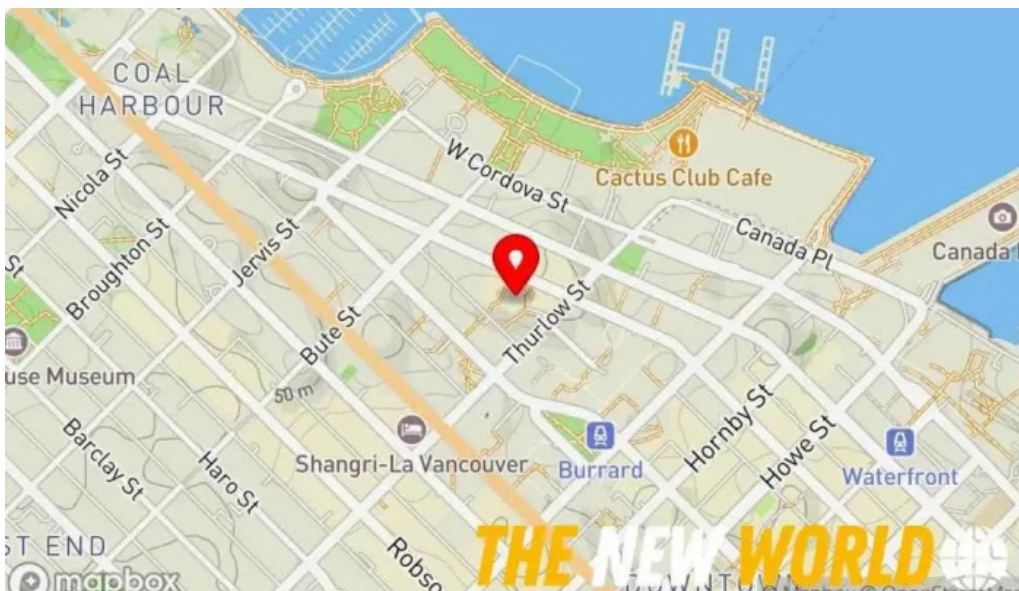 COAL
HARBOUR
Nicola St
Broughton St
Jervis St
St
W Cordova St
Cactus Club Cafe
Canada Pl
Canada
Thurlow St
Bute St
use Museum
50 m
Barclay St
Haro St
Shangri-La Vancouver
Burrard
Hornby St
Howe St
Waterfront
ST END
Robso
THE NEW WORLD
DOWNTOWN
mapbox